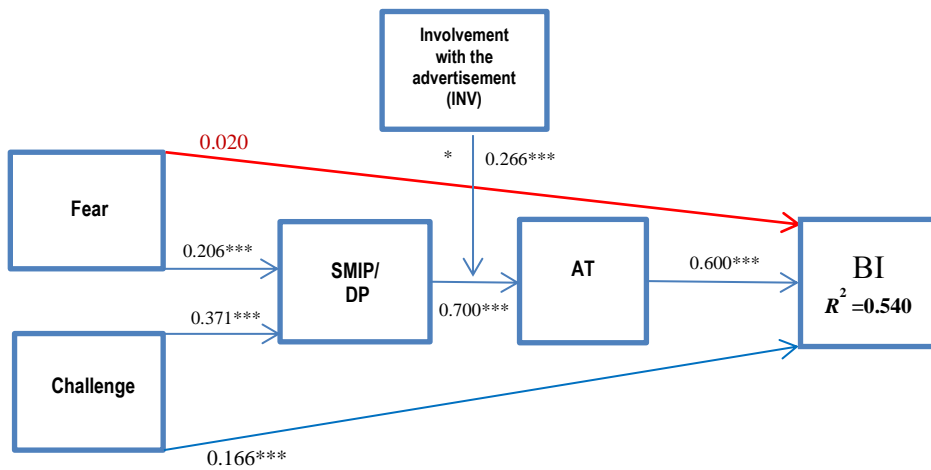 Involvement
with the
advertisement
(INV)
0.020
* 0.266***
Fear
0.206***
SMIP/
DP
AT
0.600***
BI
R² =0.540
0.700***
0.371***
Challenge
0.166***